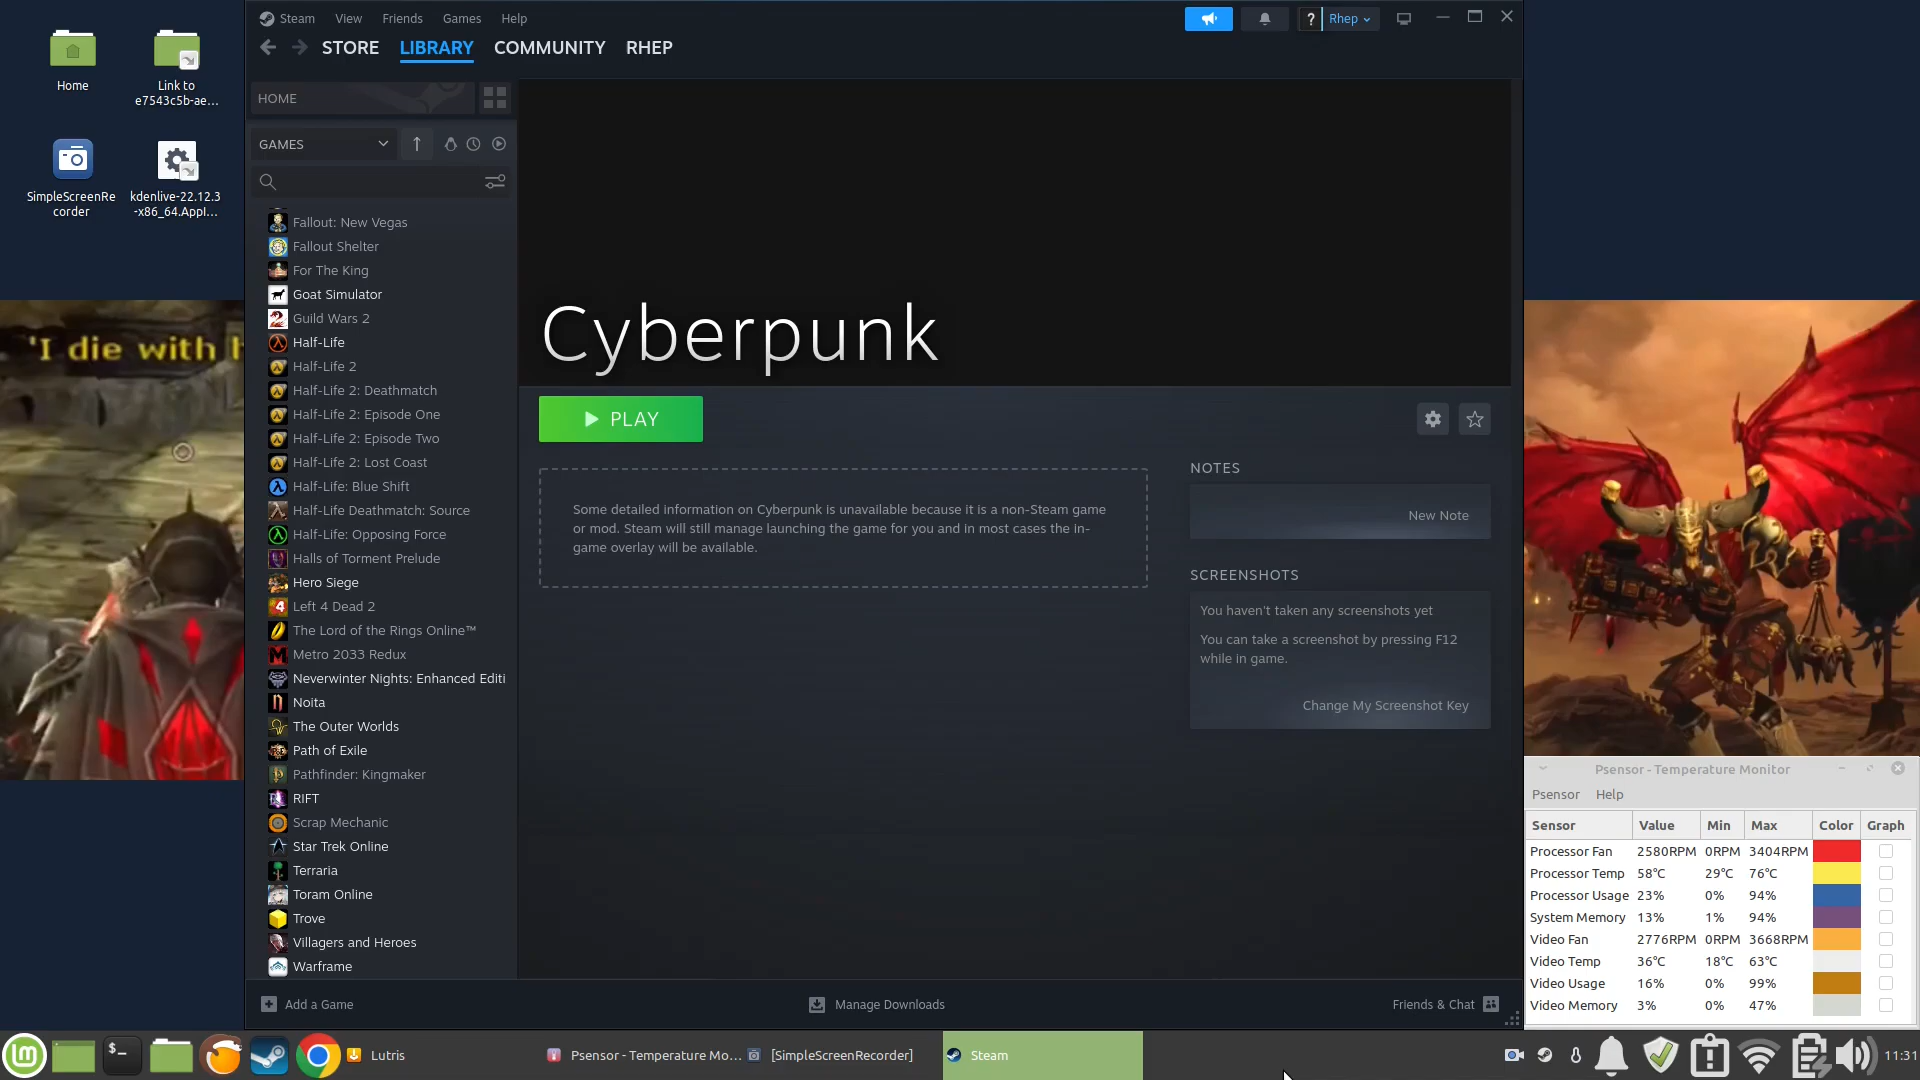 Home
Link to
e7543c5b-ae...
SimpleScreenRe
corder
kdenlive-22.12.3
-x86_64.AppI...
'I die with h
Steam View Friends Games Help
? Rhep
STORE LIBRARY COMMUNITY RHEP
HOME
GAMES
Fallout: New Vegas
Fallout Shelter
For The King
Goat Simulator
Guild Wars 2
Half-Life
Half-Life 2
Half-Life 2: Deathmatch
Half-Life 2: Episode One
Half-Life 2: Episode Two
Half-Life 2: Lost Coast
Half-Life: Blue Shift
Half-Life Deathmatch: Source
Half-Life: Opposing Force
Halls of Torment Prelude
Hero Siege
Left 4 Dead 2
The Lord of the Rings Online™
Metro 2033 Redux
Neverwinter Nights: Enhanced Editi
Noita
The Outer Worlds
Path of Exile
Pathfinder: Kingmaker
RIFT
Scrap Mechanic
Star Trek Online
Terraria
Toram Online
Trove
Villagers and Heroes
Warframe
Cyberpunk
PLAY
Some detailed information on Cyberpunk is unavailable because it is a non-Steam game
or mod. Steam will still manage launching the game for you and in most cases the in-
game overlay will be available.
NOTES
New Note
SCREENSHOTS
You haven't taken any screenshots yet
You can take a screenshot by pressing F12
while in game.
Change My Screenshot Key
Add a Game
Manage Downloads
Friends & Chat
Psensor - Temperature Monitor
Psensor Help
Sensor Value Min Max Color Graph
Processor Fan 2580RPM 0RPM 3404RPM
Processor Temp 58°C 29°C 76°C
Processor Usage 23% 0% 94%
System Memory 13% 1% 94%
Video Fan 2776RPM 0RPM 3668RPM
Video Temp 36°C 18°C 63°C
Video Usage 16% 0% 99%
Video Memory 3% 0% 47%
Lutris
Psensor - Temperature Mo...
[SimpleScreenRecorder]
Steam
11:31